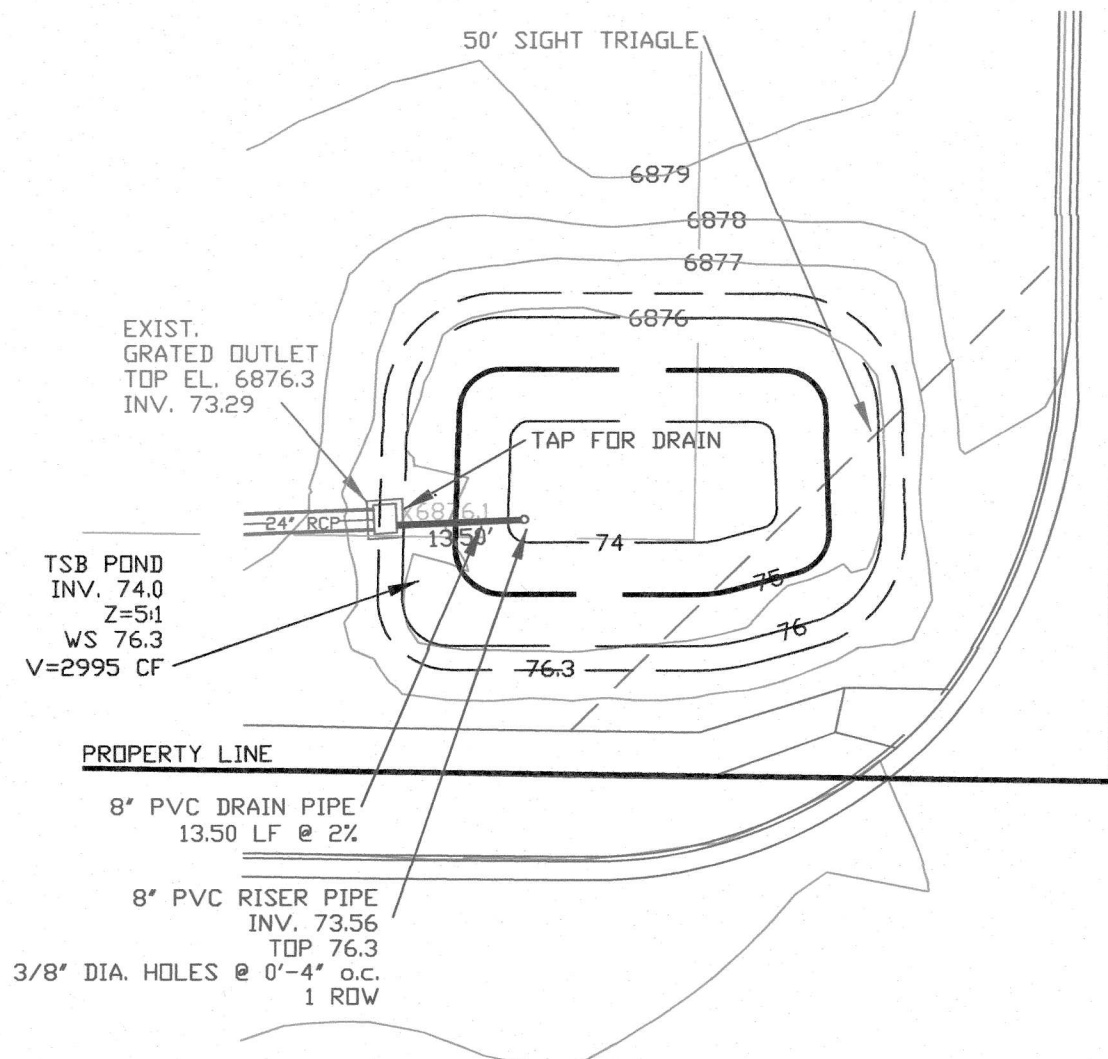 50' SIGHT TRIAGLE
6879
6878
6877
6876
EXIST.
GRATED OUTLET
TOP EL. 6876.3
INV. 73.29
TAP FOR DRAIN
x6876.1
24" RCP
13.50'
74
TSB POND
INV. 74.0
Z=5:1
WS 76.3
V=2995 CF
75
76
76.3
PROPERTY LINE
8" PVC DRAIN PIPE
13.50 LF @ 2%
8" PVC RISER PIPE
INV. 73.56
TOP 76.3
3/8" DIA. HOLES @ 0'-4" o.c.
1 ROW